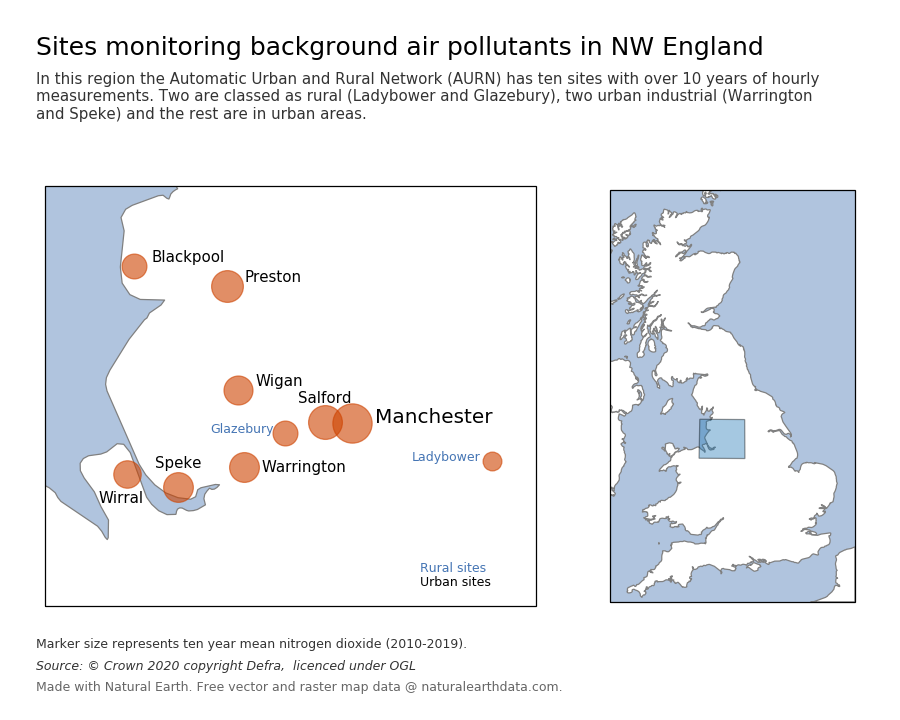 Sites monitoring background air pollutants in NW England
In this region the Automatic Urban and Rural Network (AURN) has ten sites with over 10 years of hourly
measurements. Two are classed as rural (Ladybower and Glazebury), two urban industrial (Warrington
and Speke) and the rest are in urban areas.
Blackpool
Preston
Wigan
Salford
Manchester
Glazebury
Ladybower
Speke
Warrington
Wirral
Rural sites
Urban sites
Marker size represents ten year mean nitrogen dioxide (2010-2019).
Source: © Crown 2020 copyright Defra,  licenced under OGL
Made with Natural Earth. Free vector and raster map data @ naturalearthdata.com.